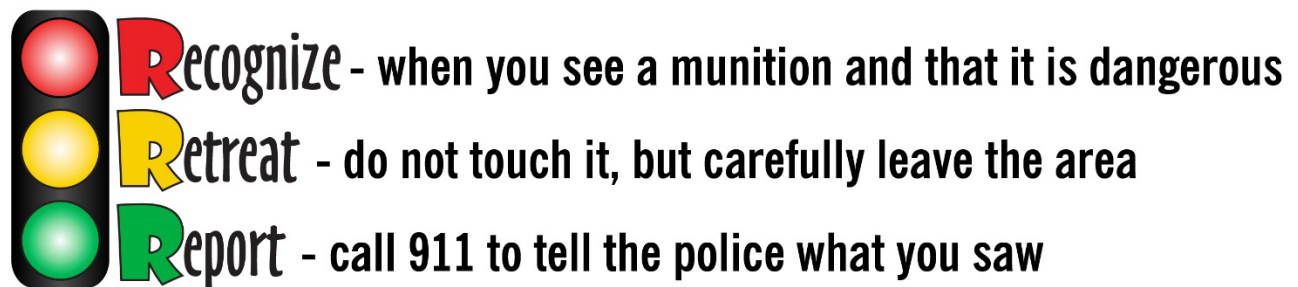 Recognize - when you see a munition and that it is dangerous
Retreat - do not touch it, but carefully leave the area
Report - call 911 to tell the police what you saw